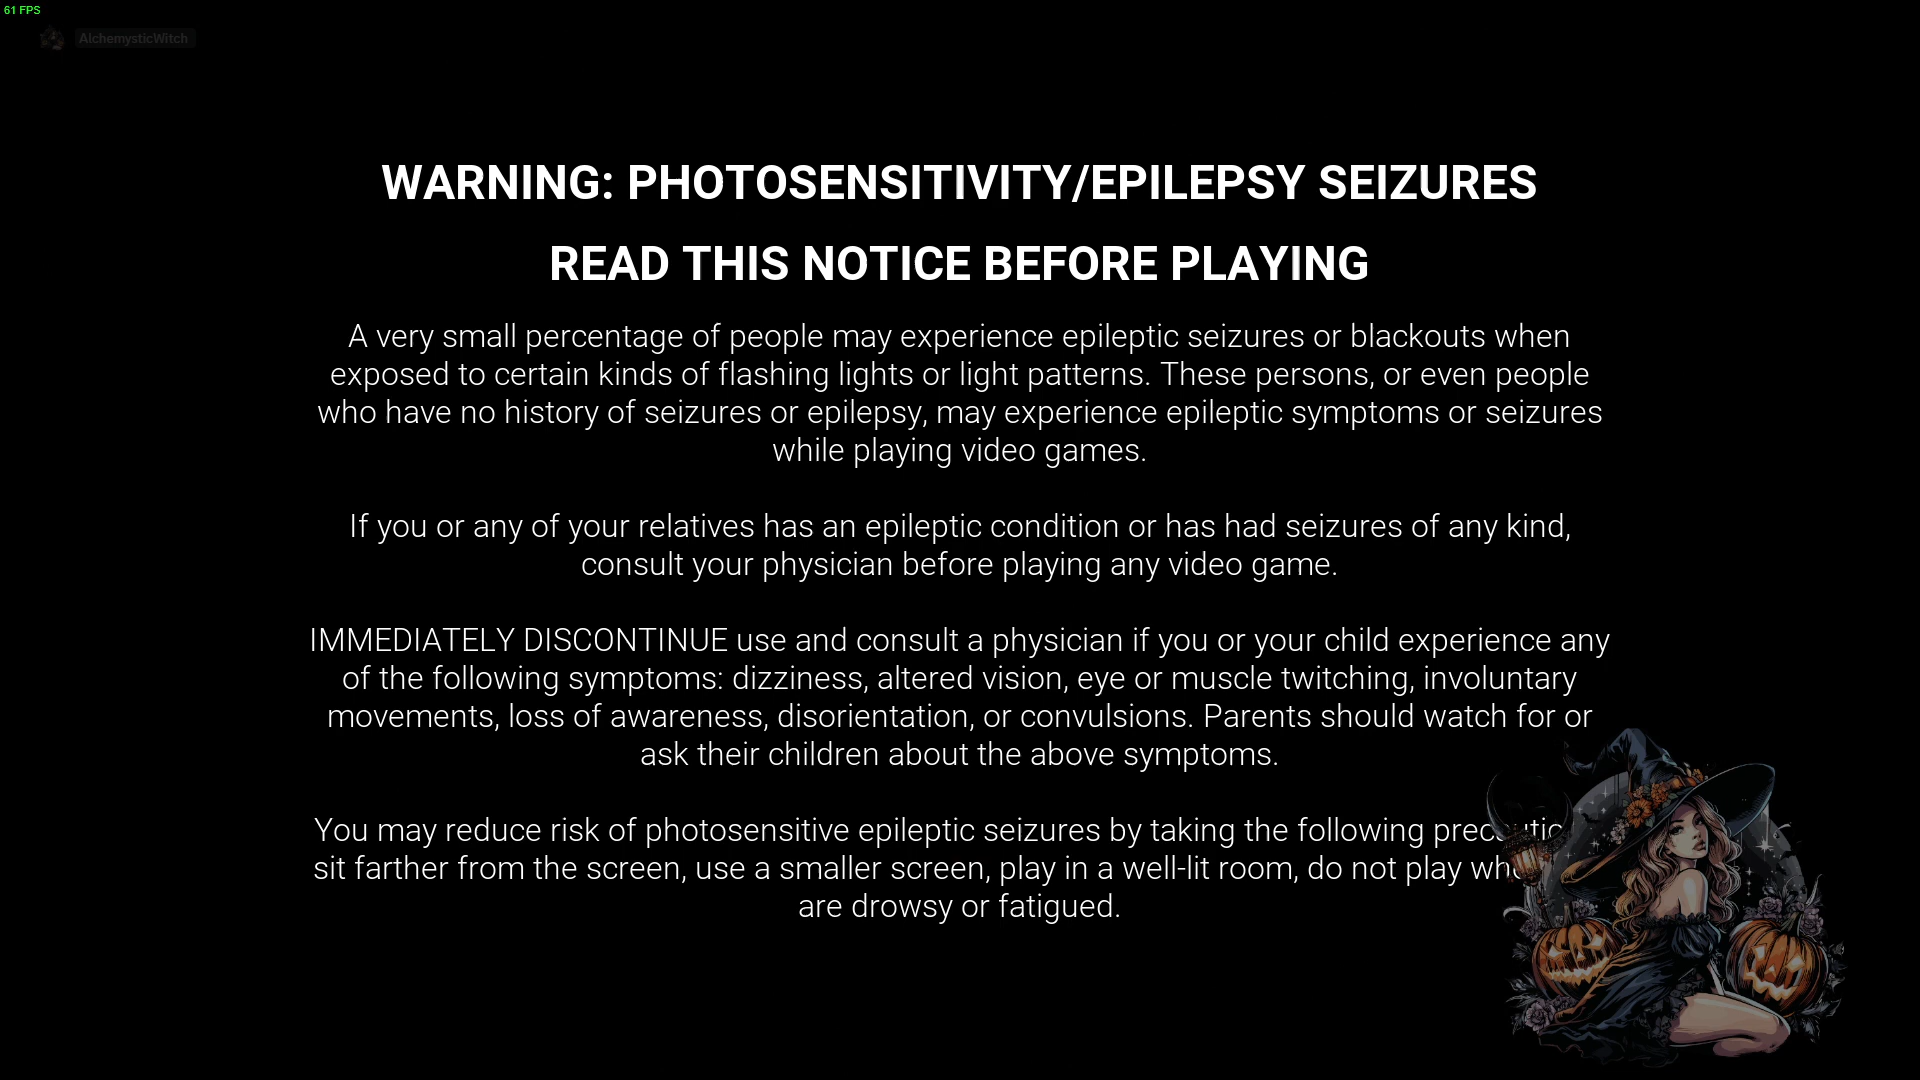 61 FPS
AlchemysticWitch
WARNING: PHOTOSENSITIVITY/EPILEPSY SEIZURES
READ THIS NOTICE BEFORE PLAYING
A very small percentage of people may experience epileptic seizures or blackouts when
exposed to certain kinds of flashing lights or light patterns. These persons, or even people
who have no history of seizures or epilepsy, may experience epileptic symptoms or seizures
while playing video games.
If you or any of your relatives has an epileptic condition or has had seizures of any kind,
consult your physician before playing any video game.
IMMEDIATELY DISCONTINUE use and consult a physician if you or your child experience any
of the following symptoms: dizziness, altered vision, eye or muscle twitching, involuntary
movements, loss of awareness, disorientation, or convulsions. Parents should watch for or
ask their children about the above symptoms.
You may reduce risk of photosensitive epileptic seizures by taking the following
sit farther from the screen, use a smaller screen, play in a well-lit room, do not play
are drowsy or fatigued.